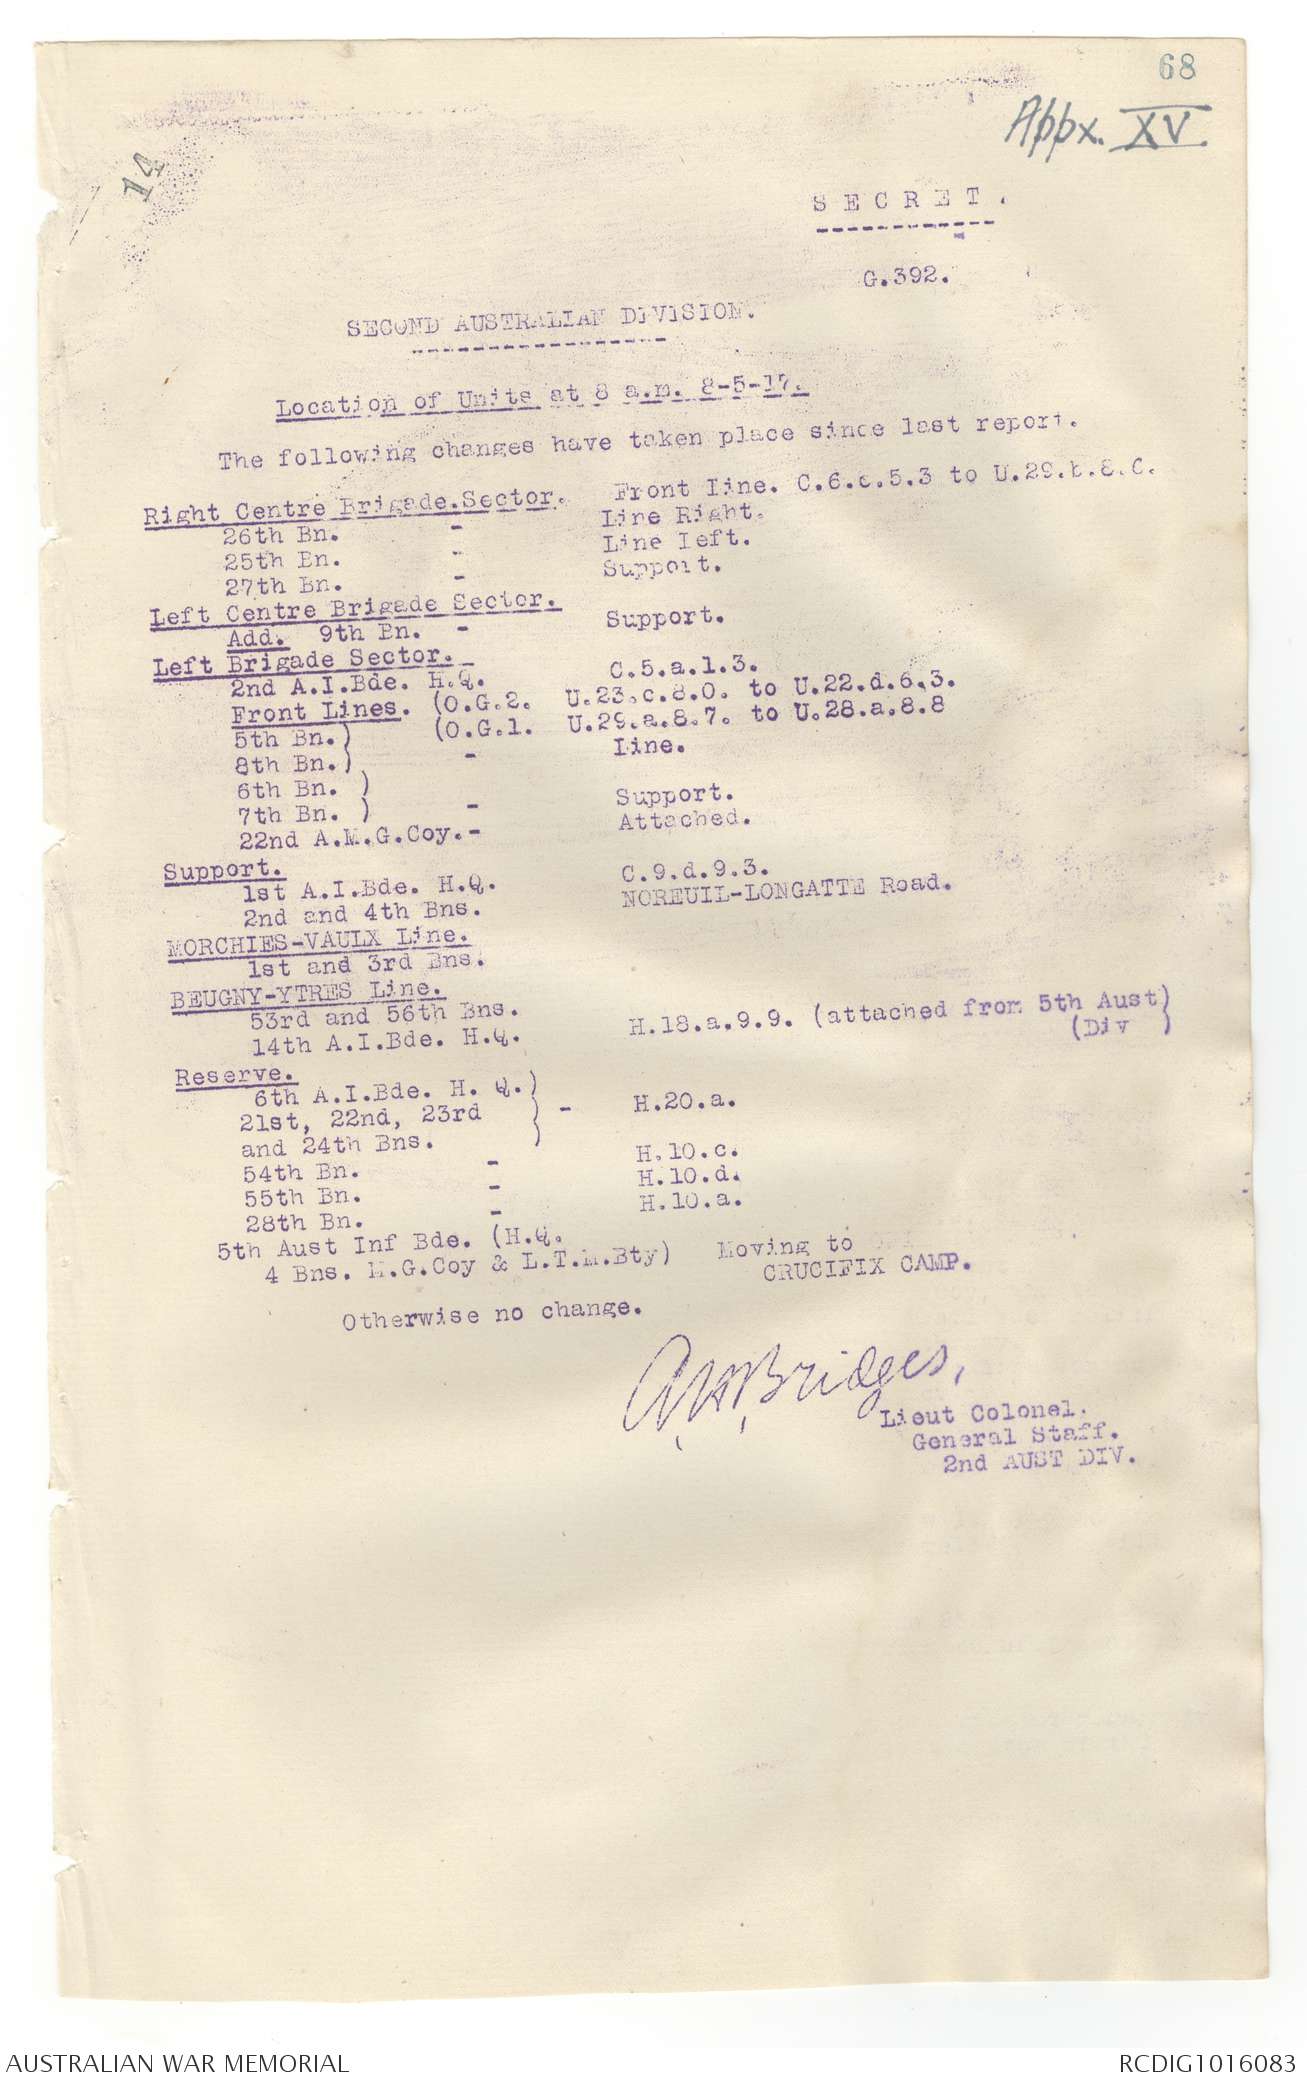 68
Appx. XV.
14
S E C R E T .
G.392.
SECOND AUSTRALIAN DIVISION.
Location of Units at 8 a.m. 8-5-17.
The following changes have taken place since last report.
Right Centre Brigade.Sector. Front Line. C.6.c.5.3 to U.29.b.8.C.
26th Bn. - Line Right.
25th Bn. - Line Left.
27th Bn. - Support.
Left Centre Brigade Sector.
Add. 9th Bn. - Support.
Left Brigade Sector.
2nd A.I.Bde. H.Q. - C.5.a.1.3.
Front Lines. (O.G.2. U.23.c.8.0. to U.22.d.6.3.
(O.G.1. U.29.a.8.7. to U.28.a.8.8
5th Bn.)
8th Bn.) - Line.
6th Bn. )
7th Bn. ) - Support.
22nd A.M.G.Coy.- Attached.
Support.
1st A.I.Bde. H.Q. C.9.d.9.3.
2nd and 4th Bns. NOREUIL-LONGATTE Road.
MORCHIES-VAULX Line.
1st and 3rd Bns.
BEUGNY-YTRES Line.
53rd and 56th Bns.
14th A.I.Bde. H.Q. H.18.a.9.9. (attached from 5th Aust)
(Div )
Reserve.
6th A.I.Bde. H. Q.)
21st, 22nd, 23rd ) - H.20.a.
and 24th Bns. )
54th Bn. - H.10.c.
55th Bn. - H.10.d.
28th Bn. - H.10.a.
5th Aust Inf Bde. (H.Q.
4 Bns. M.G.Coy & L.T.M.Bty) Moving to
CRUCIFIX CAMP.
Otherwise no change.
Bridges,
Lieut Colonel.
General Staff.
2nd AUST DIV.
AUSTRALIAN WAR MEMORIAL
RCDIG1016083